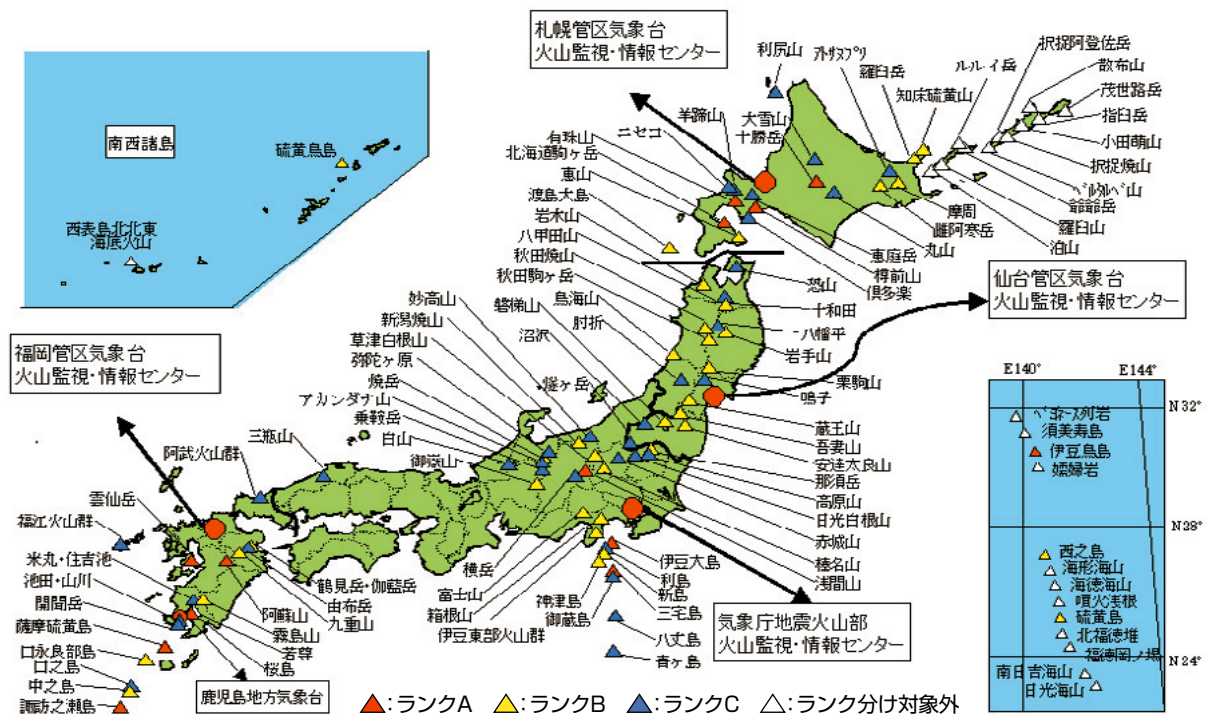 札幌管区気象台
火山監視・情報センター
南西諸島
硫黄鳥島
西表島北北東
海底火山
利尻山
アトサヌプリ
羅臼岳
知床硫黄山
ルルイ岳
択捉阿登佐岳
散布山
茂世路岳
指臼岳
小田萌山
択捉焼山
ベルタルベ山
爺爺岳
羅臼山
泊山
羊蹄山
ニセコ
有珠山
北海道駒ヶ岳
恵山
渡島大島
岩木山
八甲田山
秋田焼山
秋田駒ヶ岳
大雪山
十勝岳
摩周
雌阿寒岳
丸山
恵庭岳
樽前山
倶多楽
恐山
十和田
八幡平
岩手山
栗駒山
鳴子
蔵王山
吾妻山
安達太良山
那須岳
高原山
日光白根山
赤城山
榛名山
浅間山
仙台管区気象台
火山監視・情報センター
鳥海山
肘折
磐梯山
沼沢
燧ヶ岳
妙高山
新潟焼山
草津白根山
弥陀ヶ原
焼岳
アカンダナ山
乗鞍岳
白山
御嶽山
福岡管区気象台
火山監視・情報センター
三瓶山
阿武火山群
雲仙岳
福江火山群
米丸・住吉池
池田・山川
開聞岳
薩摩硫黄島
口永良部島
口之島
中之島
諏訪之瀬島
鶴見岳・伽藍岳
由布岳
九重山
阿蘇山
霧島山
若尊
桜島
鹿児島地方気象台
横岳
富士山
箱根山
伊豆東部火山群
伊豆大島
利島
新島
神津島
三宅島
御蔵島
八丈島
青ヶ島
気象庁地震火山部
火山監視・情報センター
E140°
E144°
N32°
ベヨネース列岩
須美寿島
伊豆鳥島
孀婦岩
N28°
西之島
海形海山
海徳海山
噴火浅根
硫黄島
北福徳堆
福徳岡ノ場
N24°
南日吉海山
日光海山
:ランクA
:ランクB
:ランクC
:ランク分け対象外